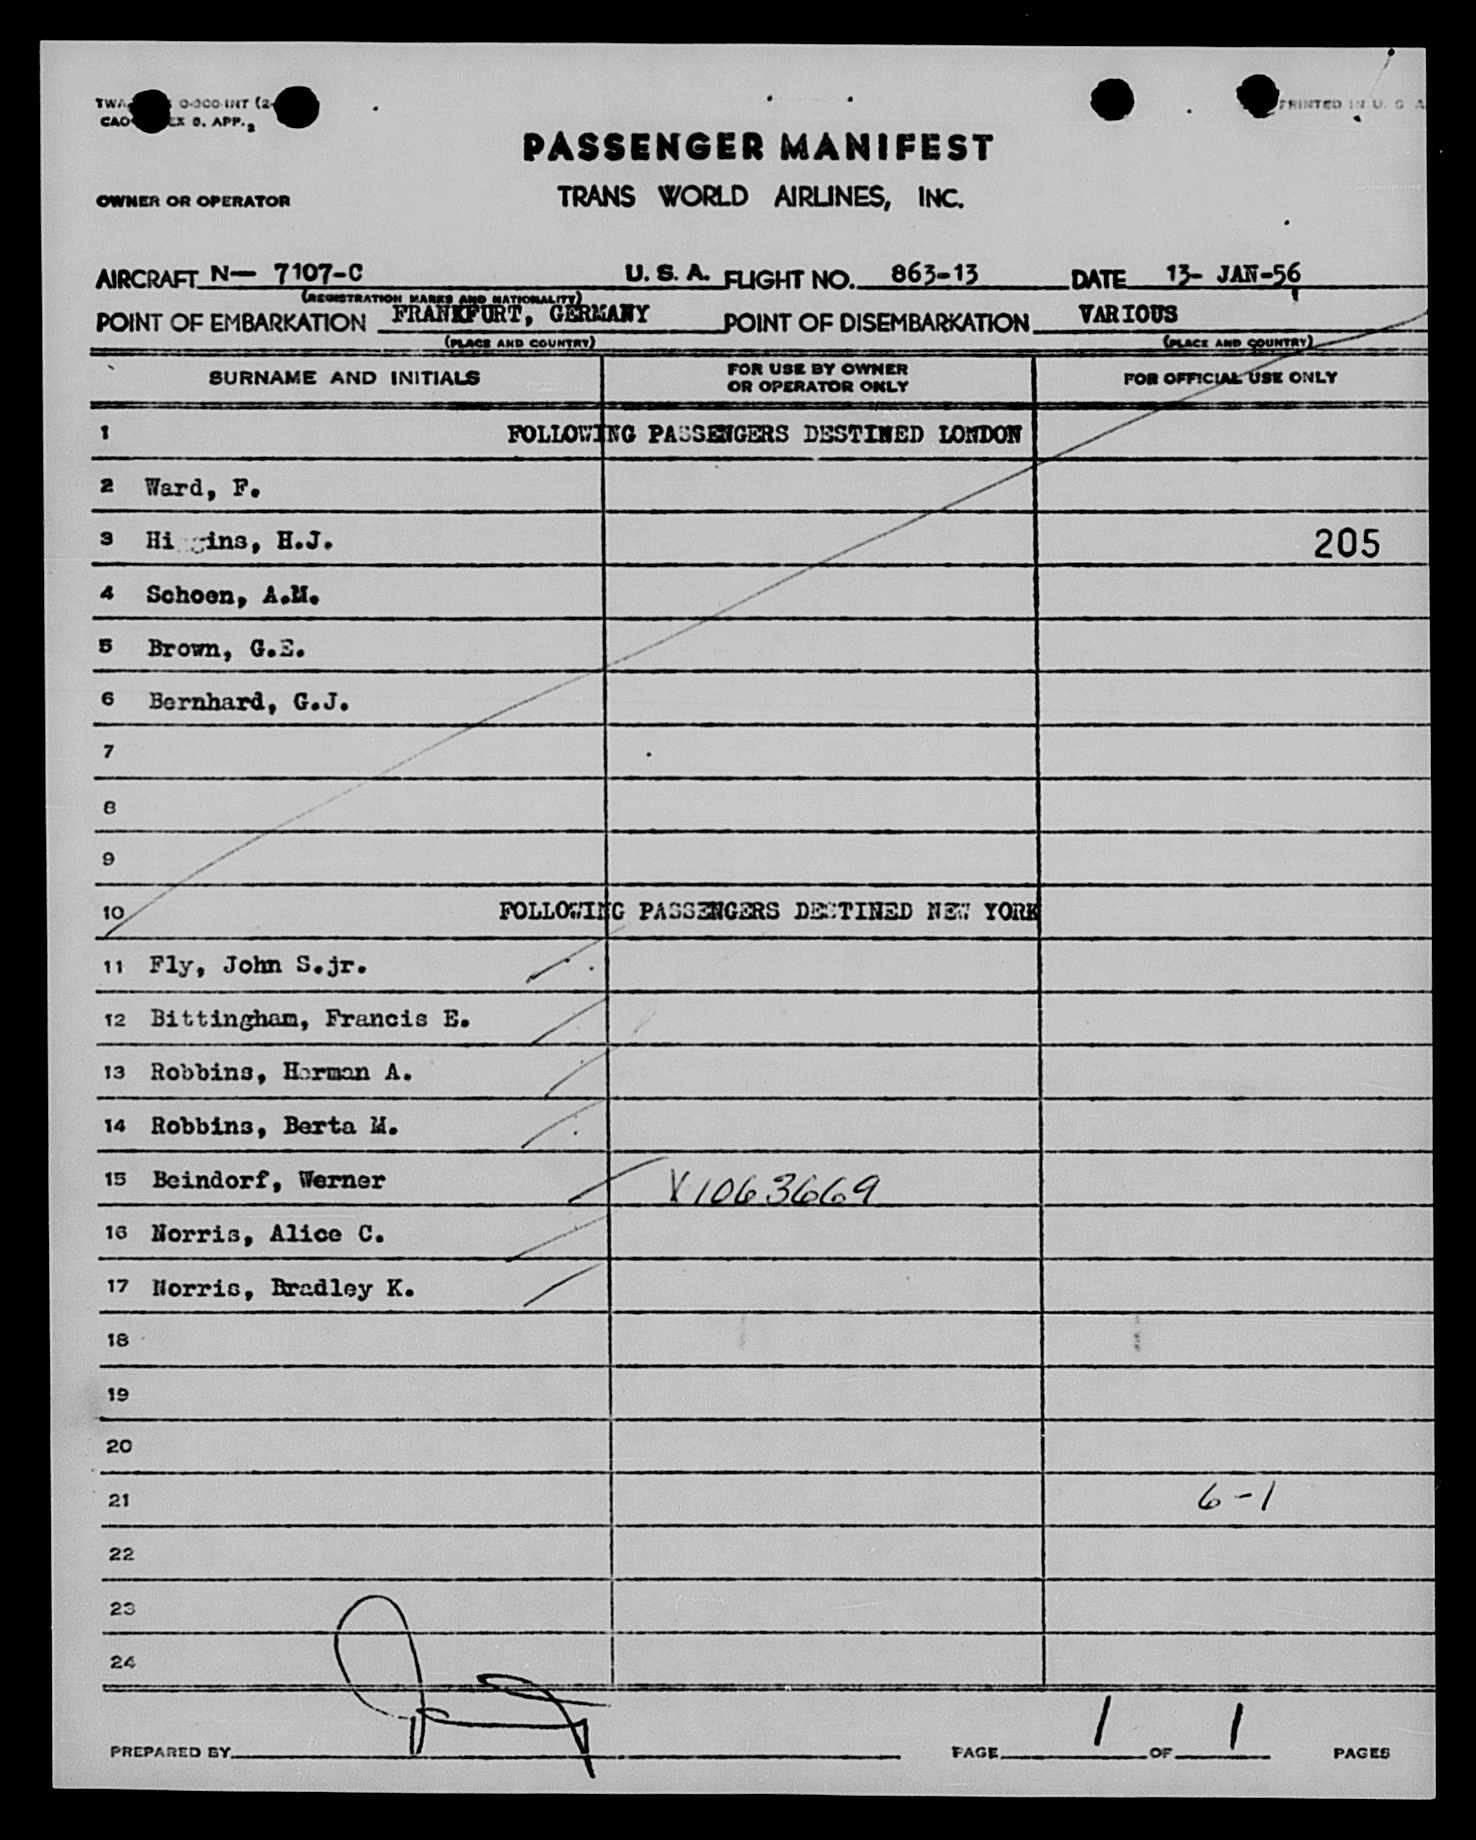 PRINTED IN U. S. A.
PASSENGER MANIFEST
OWNER OR OPERATOR TRANS WORLD AIRLINES, INC.
AIRCRAFT N— 7107-C U. S. A. FLIGHT NO. 863-13 DATE 13- JAN-56
(REGISTRATION MARKS AND NATIONALITY)
POINT OF EMBARKATION FRANKFURT, GERMANY POINT OF DISEMBARKATION VARIOUS
(PLACE AND COUNTRY) (PLACE AND COUNTRY)
SURNAME AND INITIALS FOR USE BY OWNER OR OPERATOR ONLY FOR OFFICIAL USE ONLY
1 FOLLOWING PASSENGERS DESTINED LONDON
2 Ward, F.
3 Higgins, H.J. 205
4 Schoen, A.M.
5 Brown, G.E.
6 Bernhard, G.J.
7
8
9
10 FOLLOWING PASSENGERS DESTINED NEW YORK
11 Fly, John S.jr.
12 Bittingham, Francis E.
13 Robbins, Herman A.
14 Robbins, Berta M.
15 Beindorf, Werner V1063669
16 Norris, Alice C.
17 Norris, Bradley K.
18
19
20
21 6-1
22
23
24
PREPARED BY PAGE 1 OF 1 PAGES